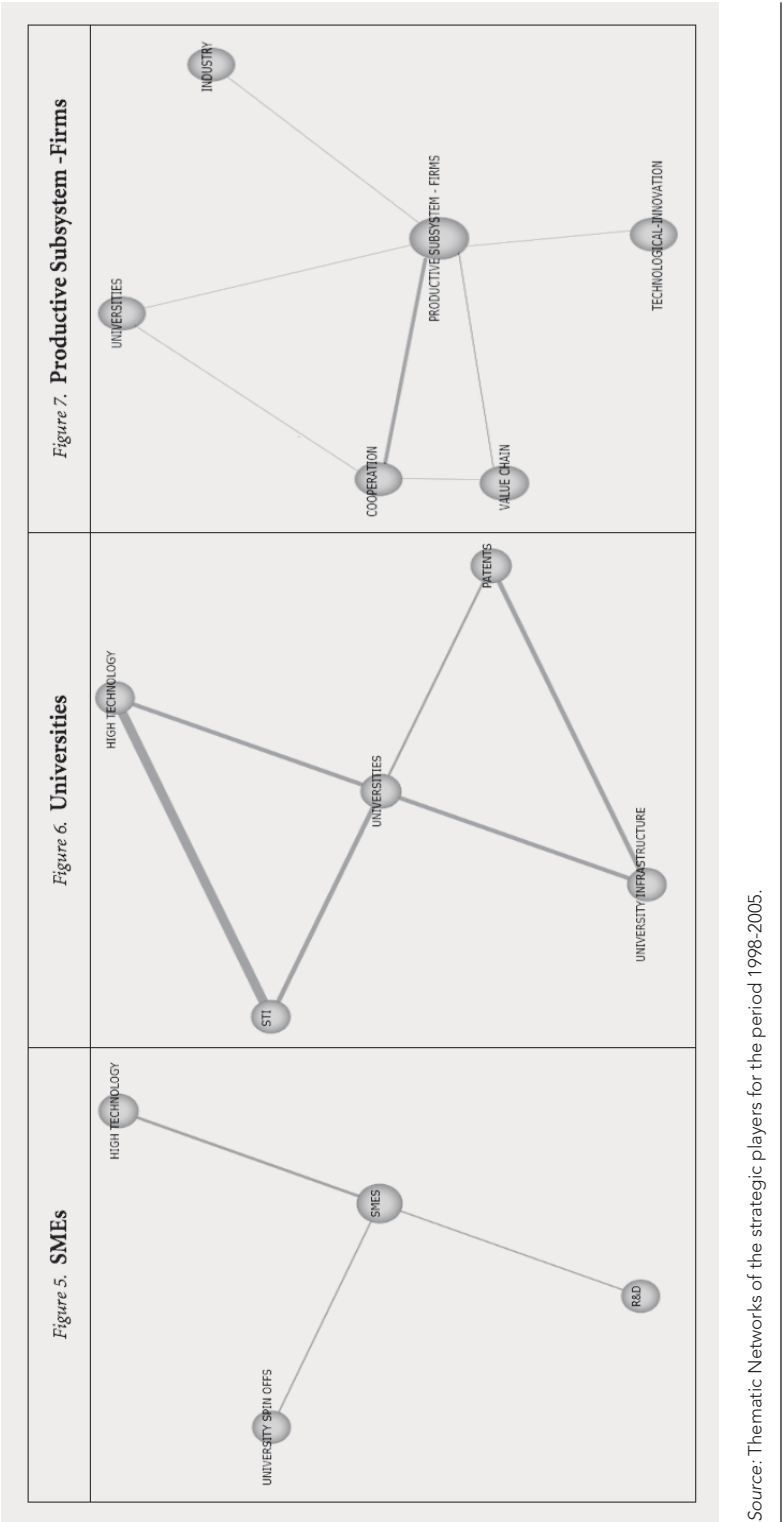 Figure 5. SMEs
HIGH TECHNOLOGY
UNIVERSITY SPIN OFFS
SMES
R&D
Figure 6. Universities
HIGH TECHNOLOGY
STI
UNIVERSITIES
PATENTS
UNIVERSITY INFRASTRUCTURE
Figure 7. Productive Subsystem -Firms
INDUSTRY
UNIVERSITIES
COOPERATION
PRODUCTIVE SUBSYSTEM - FIRMS
VALUE CHAIN
TECHNOLOGICAL-INNOVATION
Source: Thematic Networks of the strategic players for the period 1998-2005.